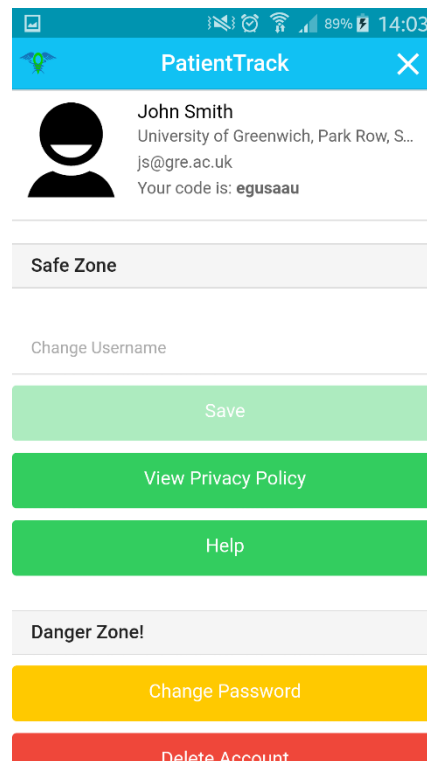 89% 14:03
PatientTrack
John Smith
University of Greenwich, Park Row, S...
js@gre.ac.uk
Your code is: egusaau
Safe Zone
Change Username
Save
View Privacy Policy
Help
Danger Zone!
Change Password
Delete Account